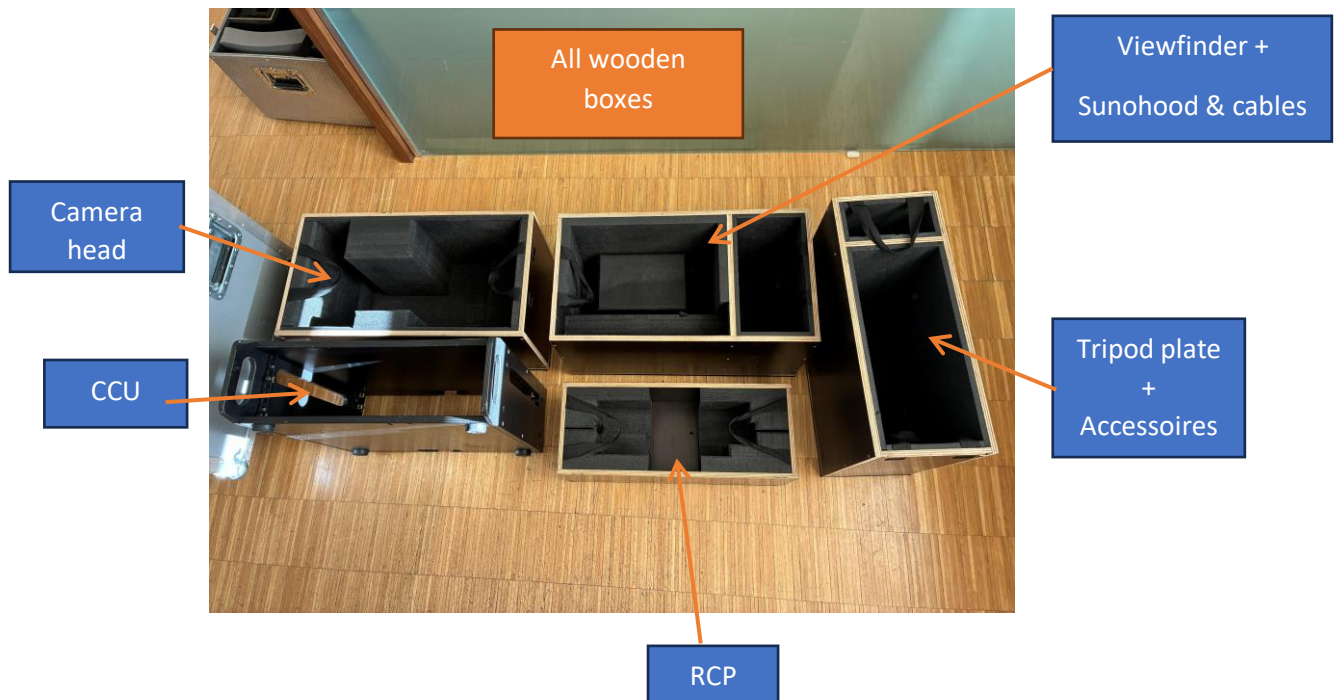 All wooden
boxes
Viewfinder +
Sunohood & cables
Camera
head
CCU
Tripod plate
+
Accessoires
RCP